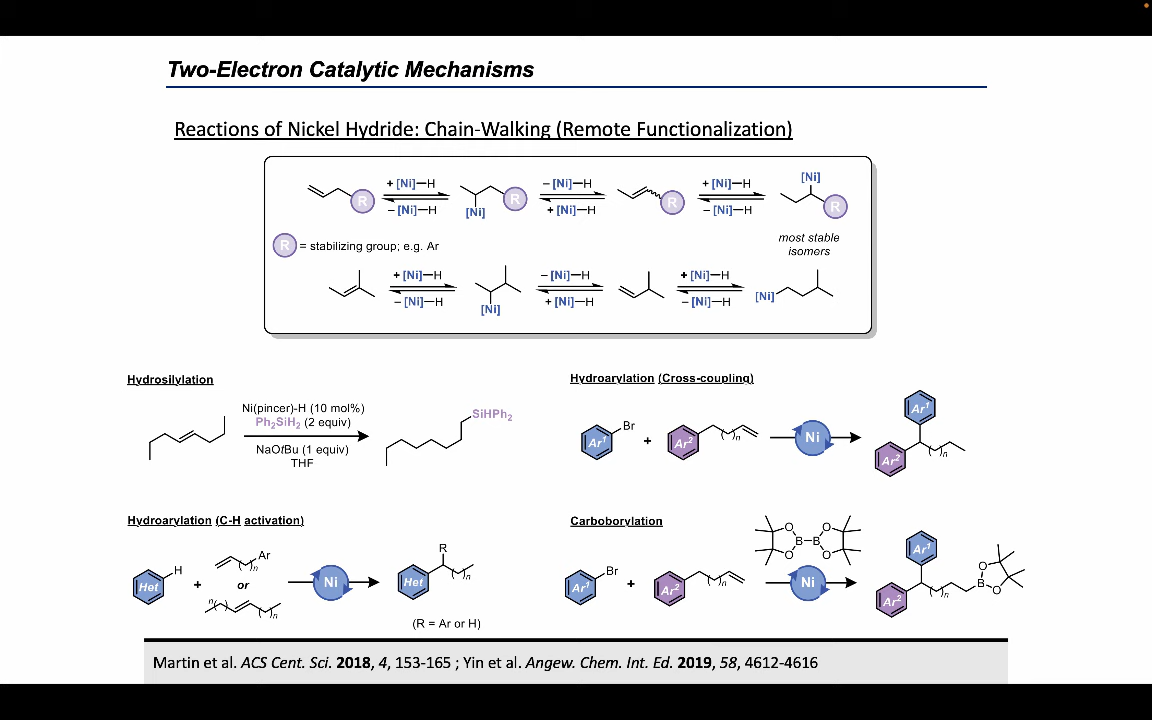 Two-Electron Catalytic Mechanisms
Reactions of Nickel Hydride: Chain-Walking (Remote Functionalization)
+ [Ni]–H
– [Ni]–H
R
[Ni]
R
– [Ni]–H
+ [Ni]–H
R
+ [Ni]–H
– [Ni]–H
[Ni]
R
R = stabilizing group; e.g. Ar
most stable
isomers
+ [Ni]–H
– [Ni]–H
[Ni]
– [Ni]–H
+ [Ni]–H
+ [Ni]–H
– [Ni]–H
[Ni]
Hydrosilylation
Ni(pincer)-H (10 mol%)
Ph2SiH2 (2 equiv)
NaOtBu (1 equiv)
THF
SiHPh2
Hydroarylation (Cross-coupling)
Ar1
Br
+
Ar2
( )n
Ni
Ar1
Ar2
( )n
Hydroarylation (C-H activation)
Het
H
+
( )n
Ar
or
n( )
( )n
Ni
Het
R
( )n
(R = Ar or H)
Carboborylation
Ar1
Br
+
Ar2
( )n
O
O
B–B
O
O
Ni
Ar1
Ar2
( )n
B
O
O
Martin et al. ACS Cent. Sci. 2018, 4, 153-165 ; Yin et al. Angew. Chem. Int. Ed. 2019, 58, 4612-4616